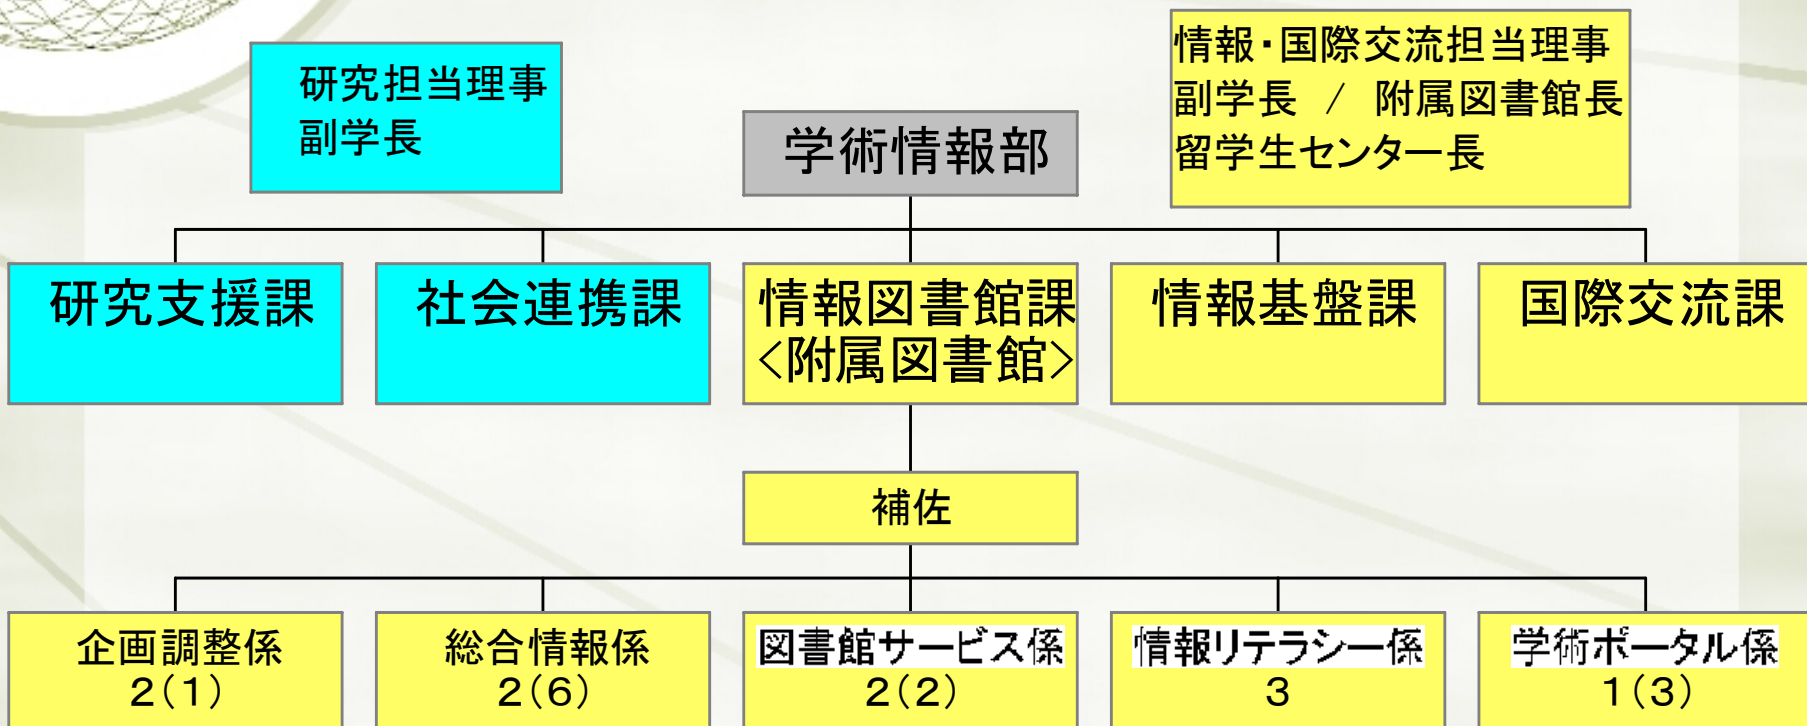 研究担当理事
副学長
情報・国際交流担当理事
副学長 / 附属図書館長
留学生センター長
学術情報部
研究支援課
社会連携課
情報図書館課
<附属図書館>
情報基盤課
国際交流課
補佐
企画調整係
2(1)
総合情報係
2(6)
図書館サービス係
2(2)
情報リテラシー係
3
学術ポータル係
1(3)